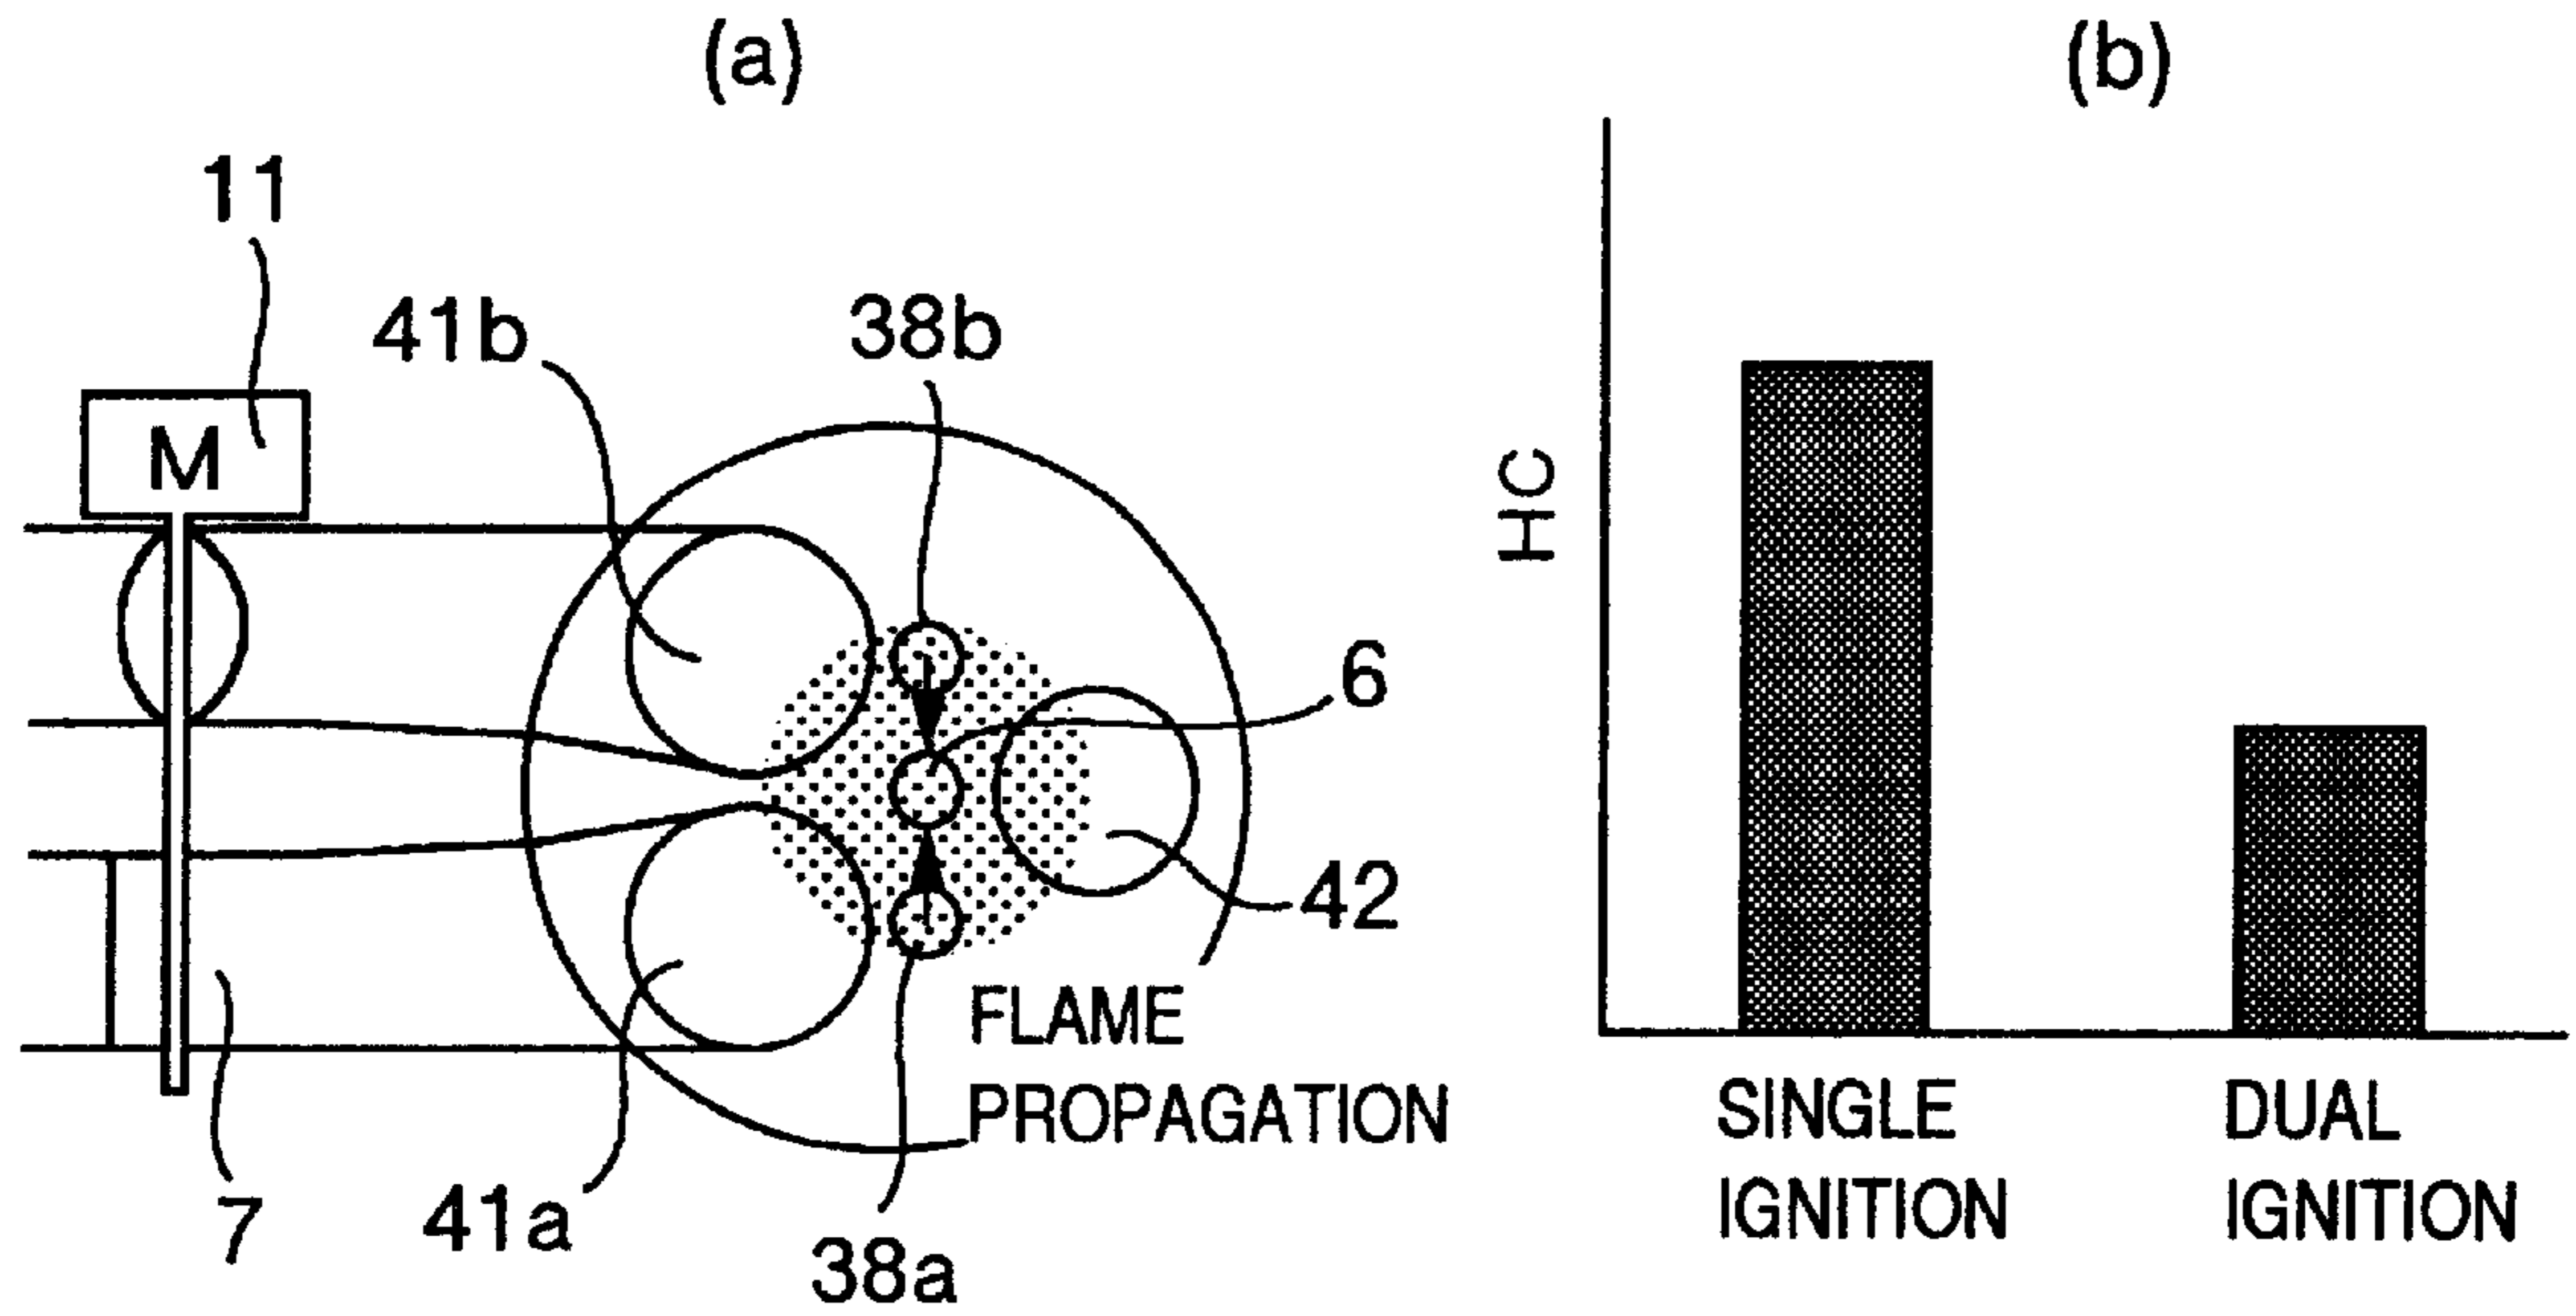 (a)
(b)
11
41b
38b
M
6
HC
42
FLAME
PROPAGATION
7
41a
38a
SINGLE
IGNITION
DUAL
IGNITION